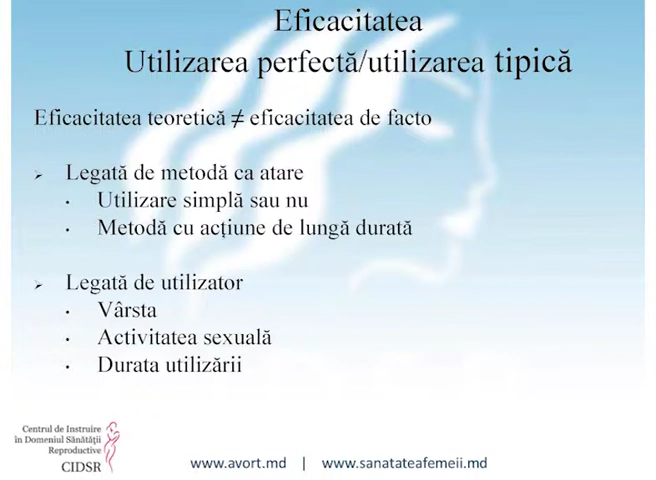 Eficacitatea
Utilizarea perfectă/utilizarea tipică
Eficacitatea teoretică ≠ eficacitatea de facto
➢ Legată de metodă ca atare
• Utilizare simplă sau nu
• Metodă cu acțiune de lungă durată
➢ Legată de utilizator
• Vârsta
• Activitatea sexuală
• Durata utilizării
Centrul de Instruire
în Domeniul Sănătății
Reproductive
CIDSR
www.avort.md | www.sanatateafemeii.md